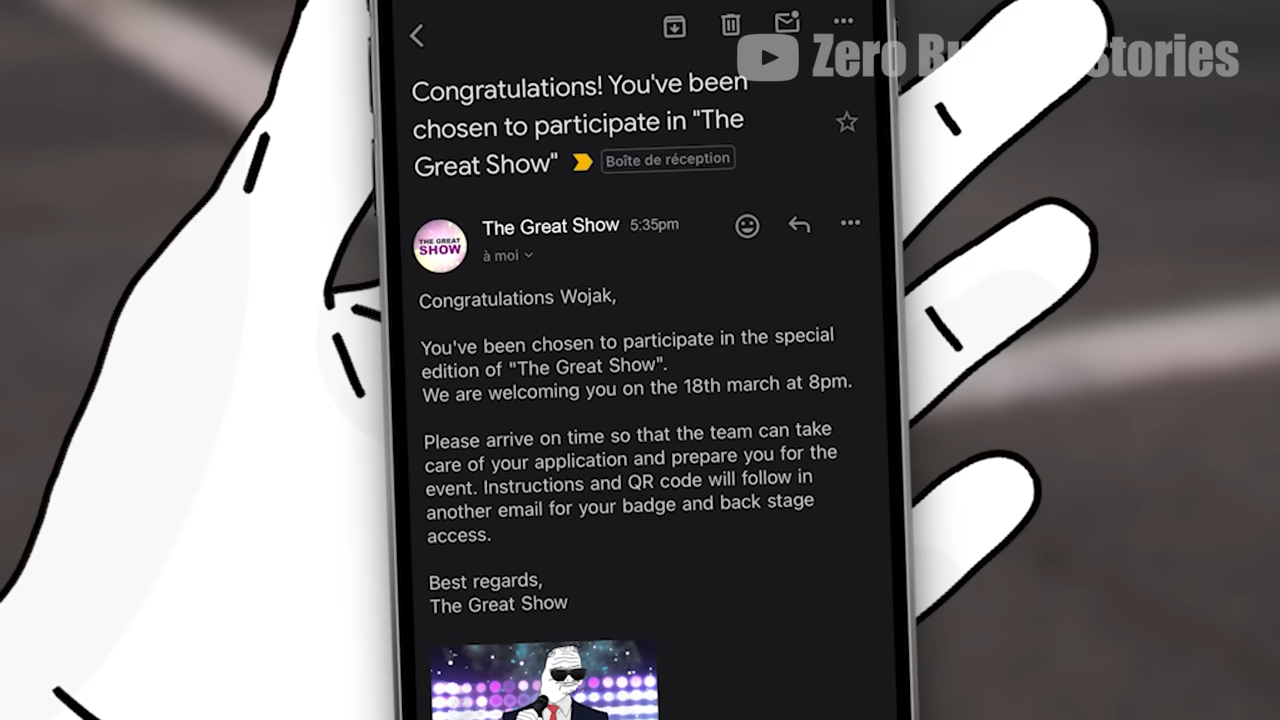 Zero Bu stories
Congratulations! You've been
chosen to participate in "The
Great Show" Boîte de réception
THE GREAT
SHOW
The Great Show 5:35pm
à moi
Congratulations Wojak,
You've been chosen to participate in the special
edition of "The Great Show".
We are welcoming you on the 18th march at 8pm.
Please arrive on time so that the team can take
care of your application and prepare you for the
event. Instructions and QR code will follow in
another email for your badge and back stage
access.
Best regards,
The Great Show